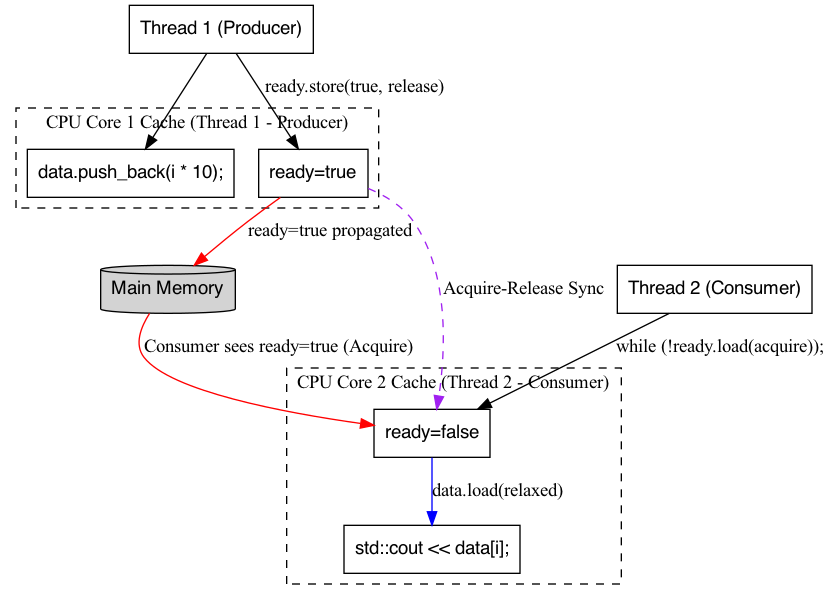 Thread 1 (Producer)
ready.store(true, release)
CPU Core 1 Cache (Thread 1 - Producer)
data.push_back(i * 10);
ready=true
ready=true propagated
Main Memory
Acquire-Release Sync
Thread 2 (Consumer)
Consumer sees ready=true (Acquire)
while (!ready.load(acquire));
CPU Core 2 Cache (Thread 2 - Consumer)
ready=false
data.load(relaxed)
std::cout << data[i];